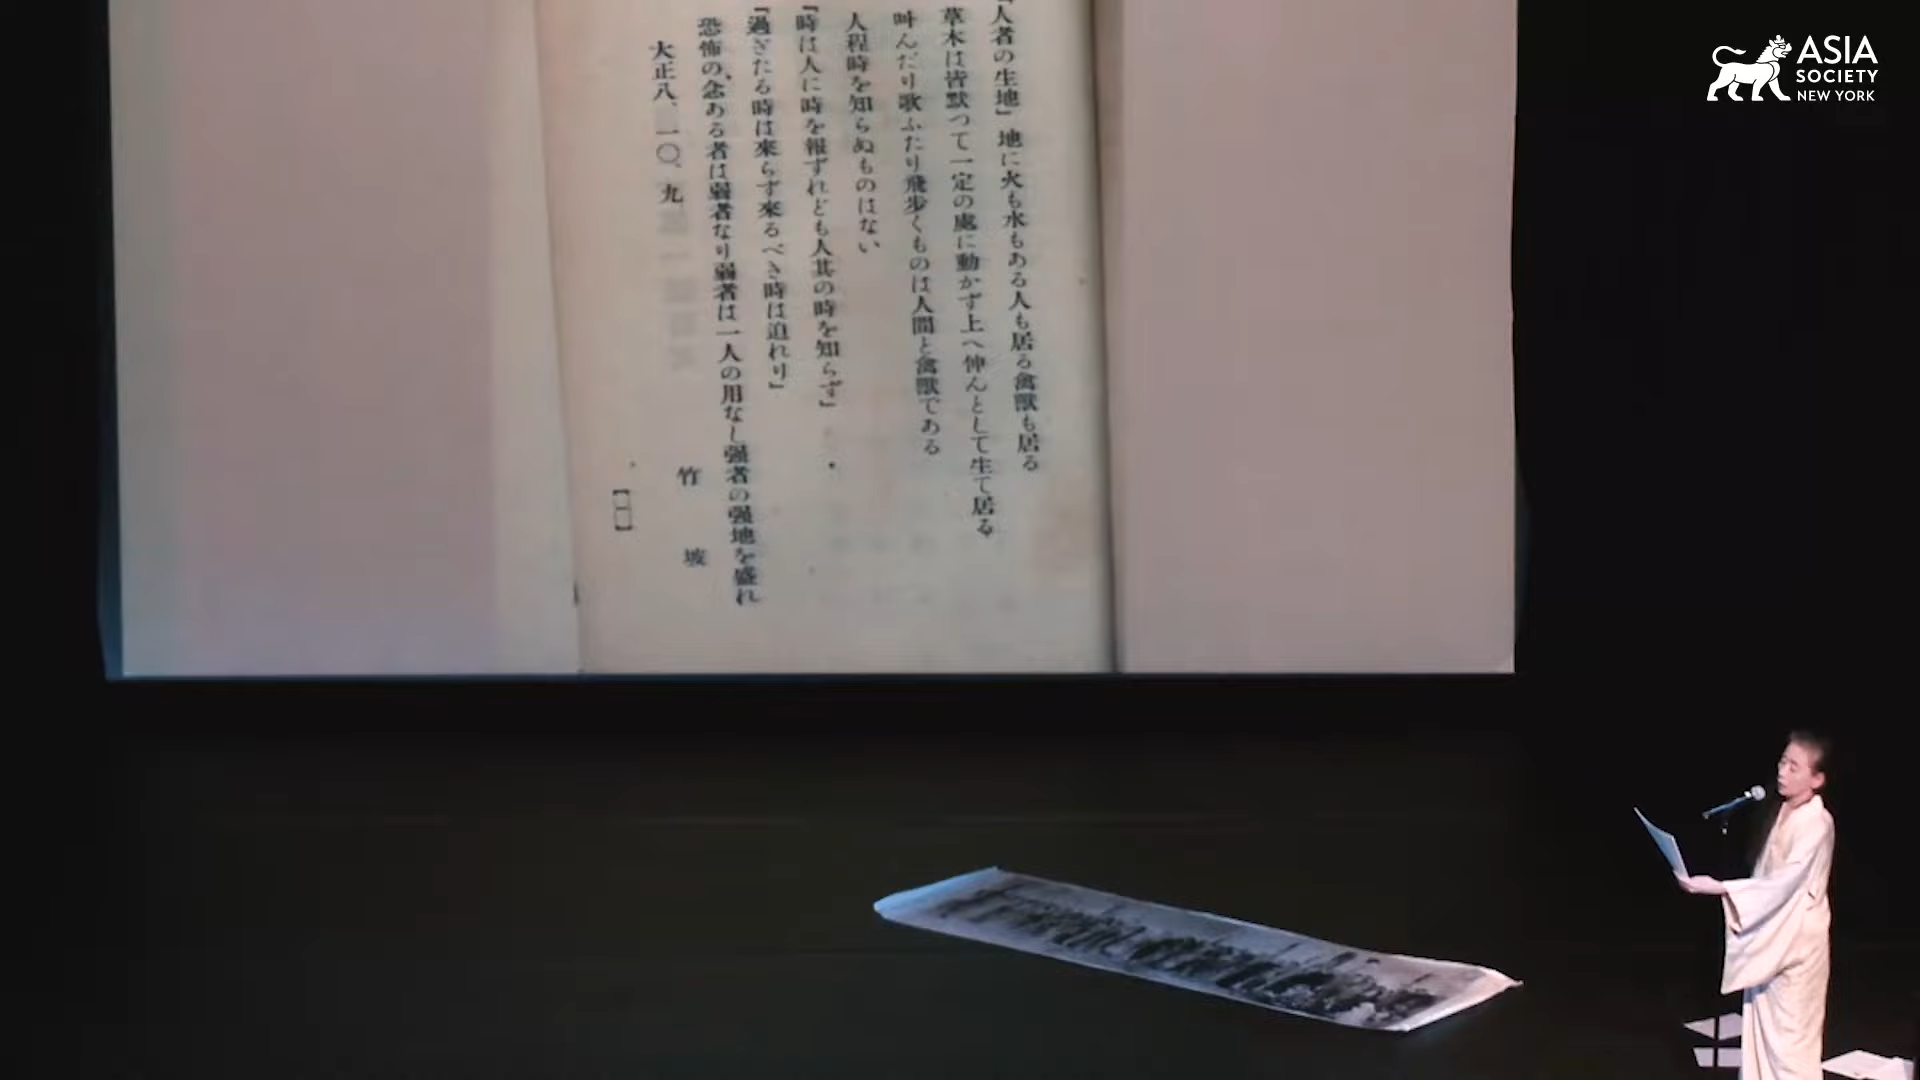 「人者の生地」地に火も水もある人も居る禽獣も居る
草木は皆默つて一定の處に動かず上へ伸んとして生て居る
叫んだり歌ふたり飛歩くものは人間と禽獣である
人程時を知らぬものはない
「時は人に時を報ずれども人其の時を知らず」
「過ぎたる時は來らず來るべき時は迫れり」
恐怖の念ある者は弱者なり弱者は一人の用なし强者の强地を盛れ
大正八、一〇、九
竹坡
ASIA
SOCIETY
NEW YORK